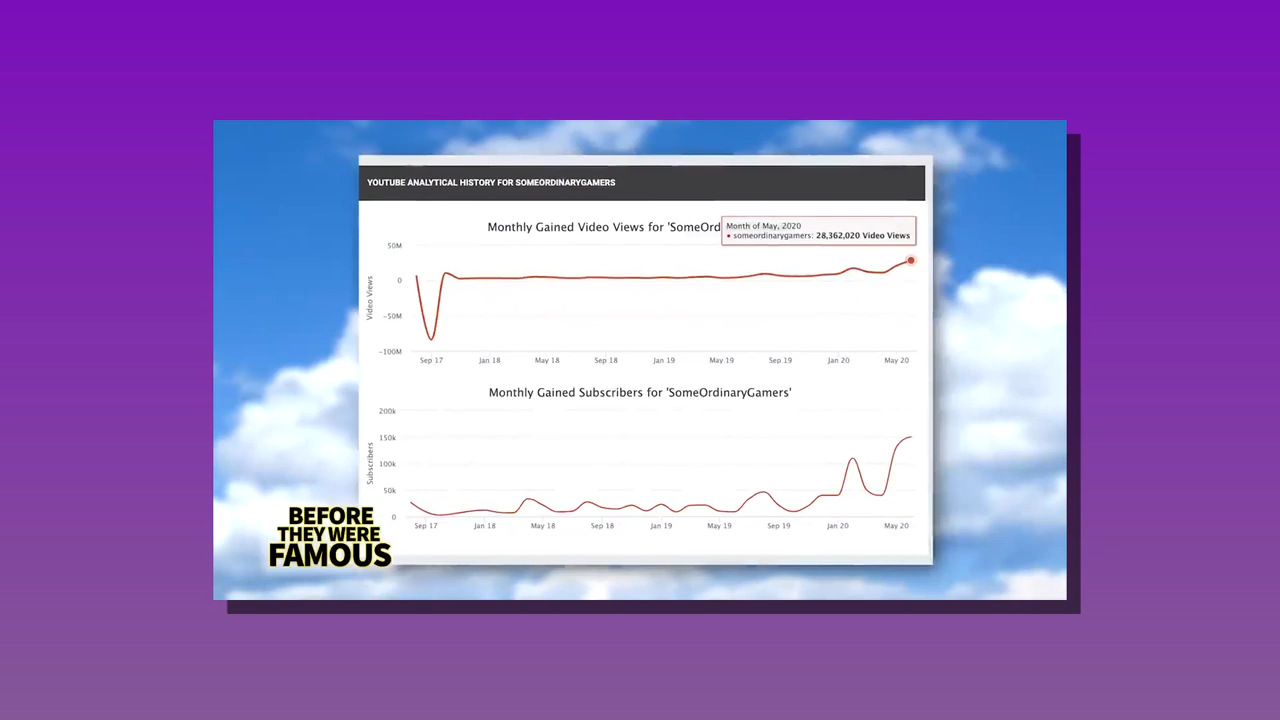 YOUTUBE ANALYTICAL HISTORY FOR SOMEORDINARYGAMERS
Monthly Gained Video Views for 'SomeOrd
Month of May, 2020
● someordinarygamers: 28,362,020 Video Views
Video Views
50M
0
−50M
−100M
Sep 17 Jan 18 May 18 Sep 18 Jan 19 May 19 Sep 19 Jan 20 May 20
Monthly Gained Subscribers for 'SomeOrdinaryGamers'
Subscribers
200k
150k
100k
50k
0
Sep 17 Jan 18 May 18 Sep 18 Jan 19 May 19 Sep 19 Jan 20 May 20
BEFORE
THEY WERE
FAMOUS